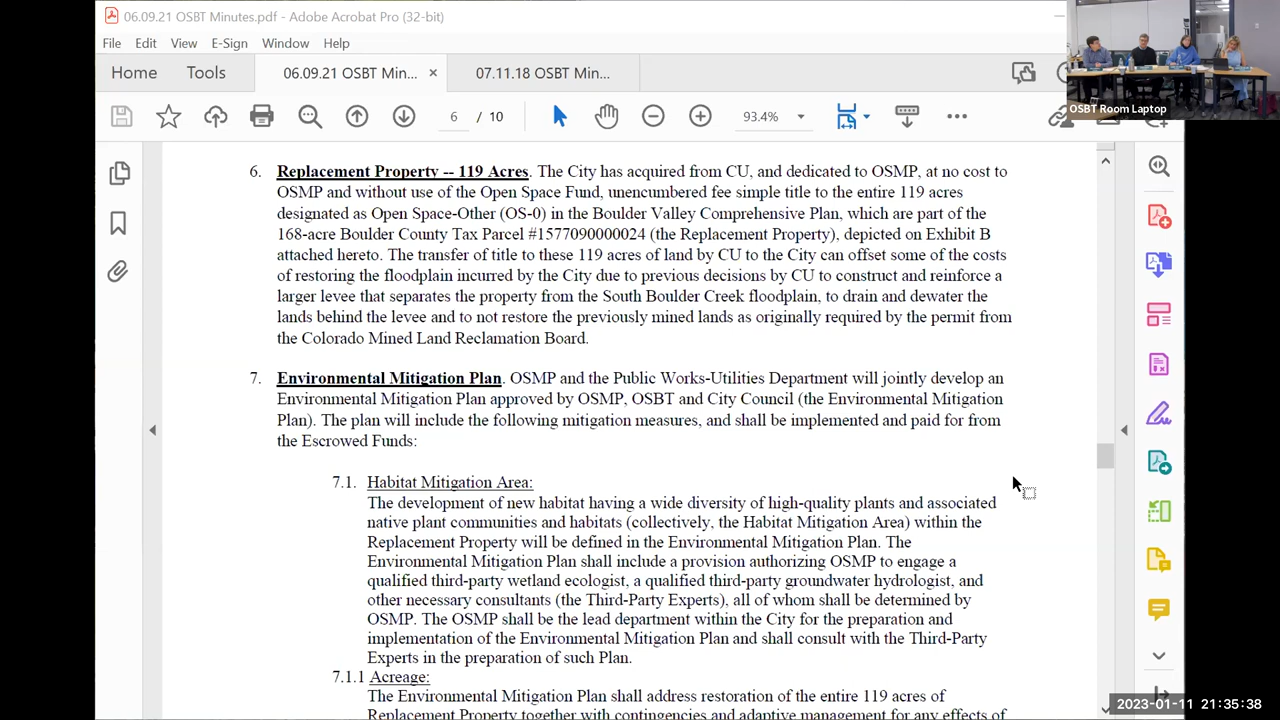 06.09.21 OSBT Minutes.pdf - Adobe Acrobat Pro (32-bit)
File Edit View E-Sign Window Help
Home Tools 06.09.21 OSBT Min... × 07.11.18 OSBT Min...
6 / 10 93.4%
OSBT Room Laptop
6. Replacement Property -- 119 Acres. The City has acquired from CU, and dedicated to OSMP, at no cost to
OSMP and without use of the Open Space Fund, unencumbered fee simple title to the entire 119 acres
designated as Open Space-Other (OS-0) in the Boulder Valley Comprehensive Plan, which are part of the
168-acre Boulder County Tax Parcel #1577090000024 (the Replacement Property), depicted on Exhibit B
attached hereto. The transfer of title to these 119 acres of land by CU to the City can offset some of the costs
of restoring the floodplain incurred by the City due to previous decisions by CU to construct and reinforce a
larger levee that separates the property from the South Boulder Creek floodplain, to drain and dewater the
lands behind the levee and to not restore the previously mined lands as originally required by the permit from
the Colorado Mined Land Reclamation Board.
7. Environmental Mitigation Plan. OSMP and the Public Works-Utilities Department will jointly develop an
Environmental Mitigation Plan approved by OSMP, OSBT and City Council (the Environmental Mitigation
Plan). The plan will include the following mitigation measures, and shall be implemented and paid for from
the Escrowed Funds:
7.1. Habitat Mitigation Area:
The development of new habitat having a wide diversity of high-quality plants and associated
native plant communities and habitats (collectively, the Habitat Mitigation Area) within the
Replacement Property will be defined in the Environmental Mitigation Plan. The
Environmental Mitigation Plan shall include a provision authorizing OSMP to engage a
qualified third-party wetland ecologist, a qualified third-party groundwater hydrologist, and
other necessary consultants (the Third-Party Experts), all of whom shall be determined by
OSMP. The OSMP shall be the lead department within the City for the preparation and
implementation of the Environmental Mitigation Plan and shall consult with the Third-Party
Experts in the preparation of such Plan.
7.1.1 Acreage:
The Environmental Mitigation Plan shall address restoration of the entire 119 acres of
Replacement Property together with contingencies and adaptive management for any effects of
2023-01-11 21:35:38